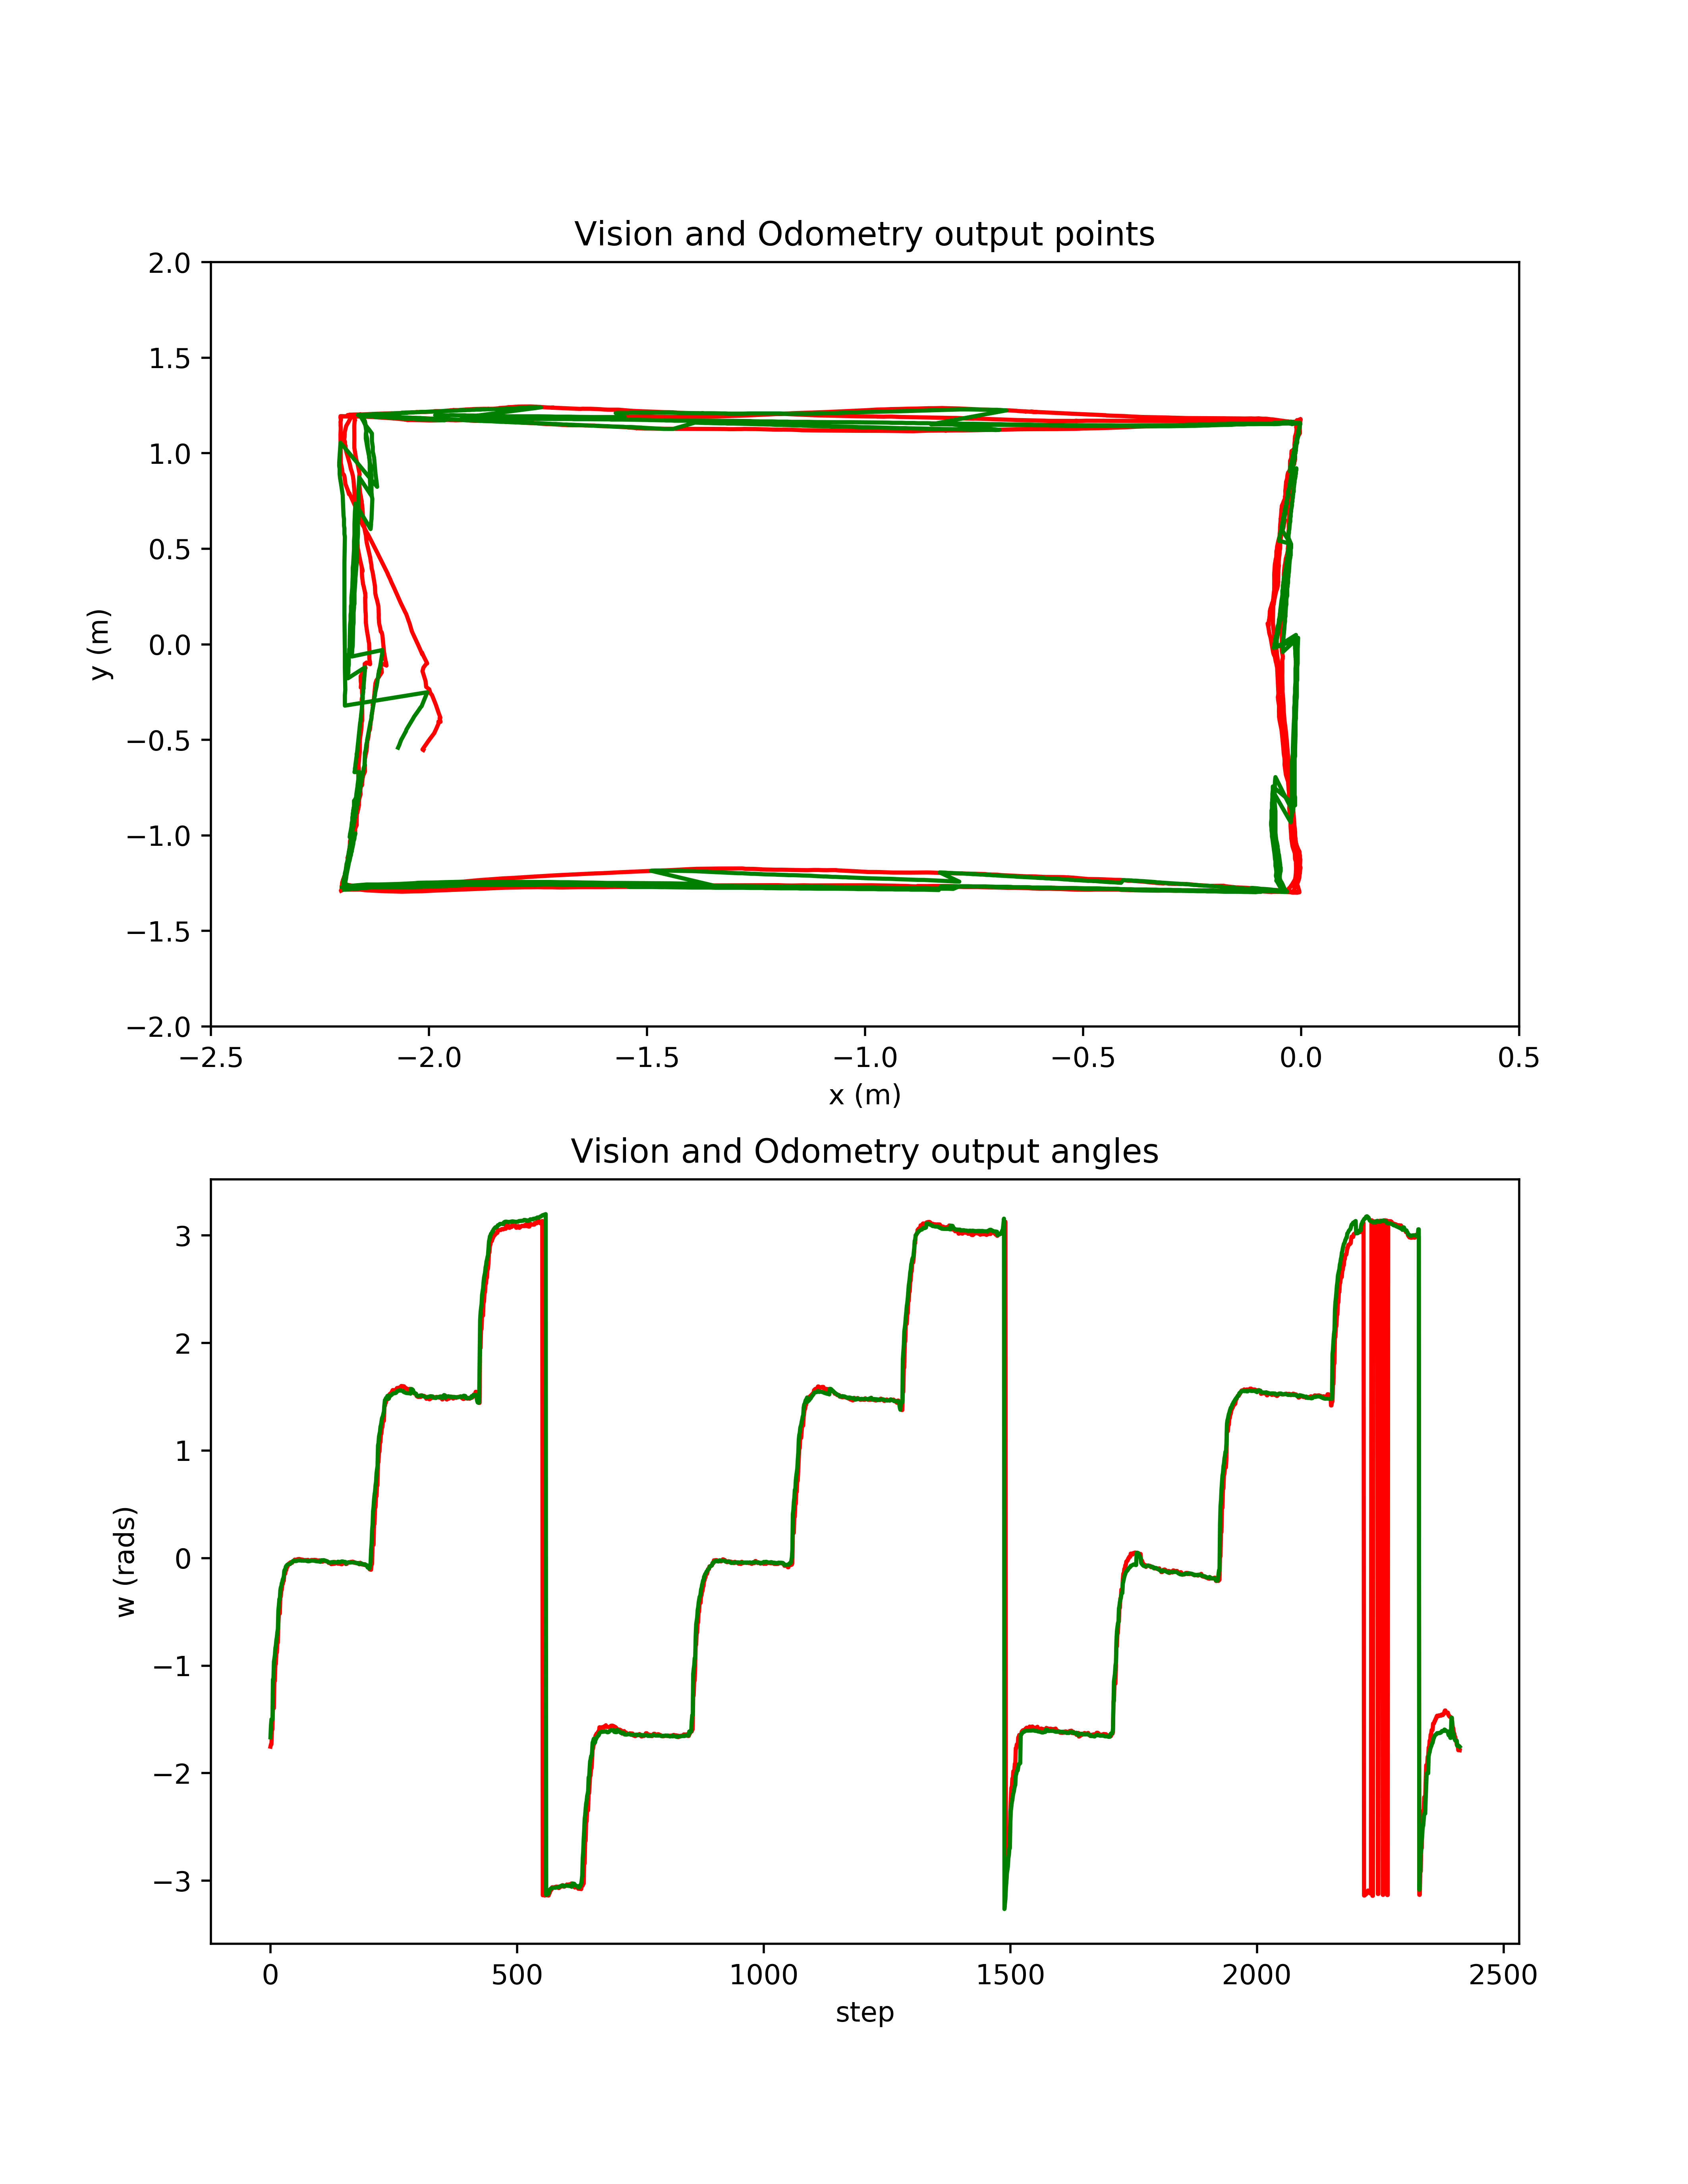 Vision and Odometry output points
2.0
1.5
1.0
0.5
0.0
−0.5
−1.0
−1.5
−2.0
y (m)
−2.5 −2.0 −1.5 −1.0 −0.5 0.0 0.5
x (m)
Vision and Odometry output angles
3
2
1
0
−1
−2
−3
w (rads)
0 500 1000 1500 2000 2500
step